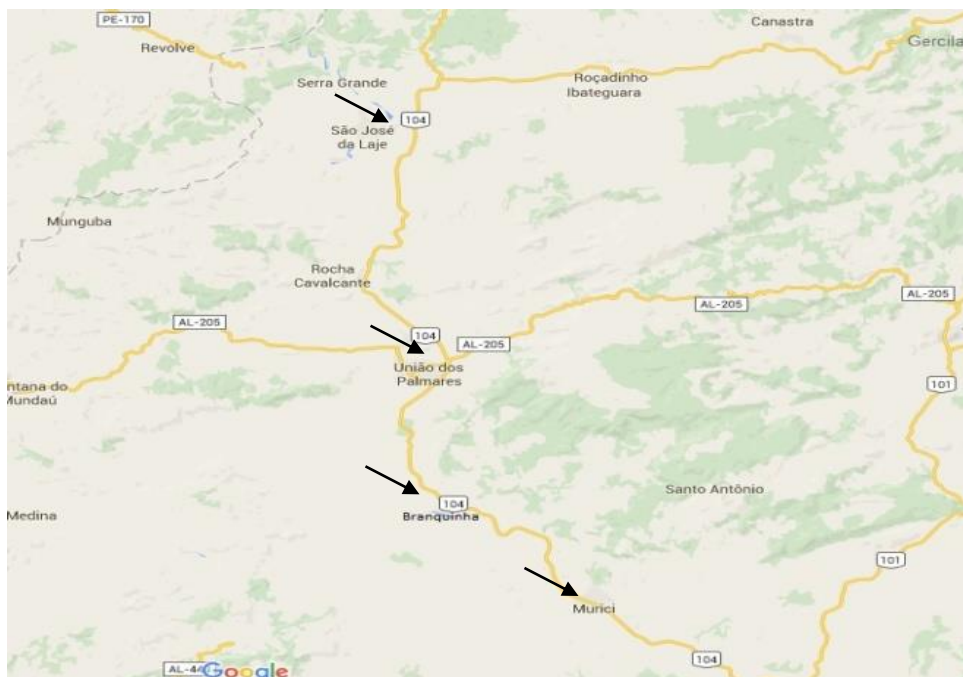 PE-170
Canastra
Revolve
Gercila
Serra Grande
Roçadinho
Ibateguara
104
São José
da Laje
Munguba
Rocha
Cavalcante
AL-205
AL-205
AL-205
AL-205
104
União dos
Palmares
ntana do
Mundaú
101
Santo Antônio
104
Branquinha
Medina
101
Murici
104
AL-44
Google